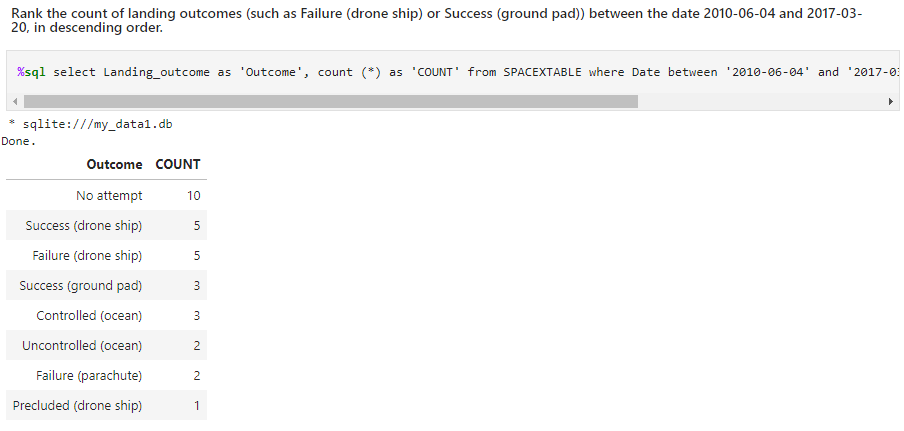 Rank the count of landing outcomes (such as Failure (drone ship) or Success (ground pad)) between the date 2010-06-04 and 2017-03-
20, in descending order.
%sql select Landing_outcome as 'Outcome', count (*) as 'COUNT' from SPACEXTABLE where Date between '2010-06-04' and '2017-03
* sqlite:///my_data1.db
Done.
Outcome COUNT
No attempt 10
Success (drone ship) 5
Failure (drone ship) 5
Success (ground pad) 3
Controlled (ocean) 3
Uncontrolled (ocean) 2
Failure (parachute) 2
Precluded (drone ship) 1